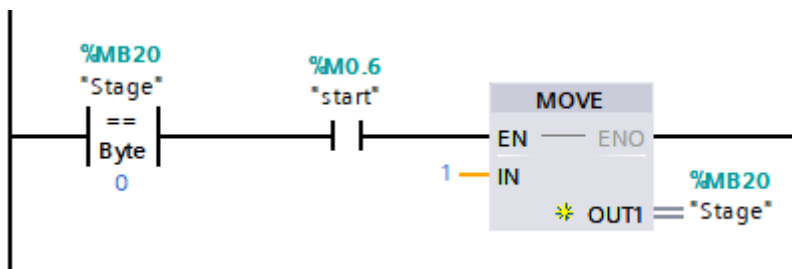 %MB20
"Stage"
==
Byte
0
%M0.6
"start"
MOVE
EN ENO
1 IN
OUT1
%MB20
"Stage"